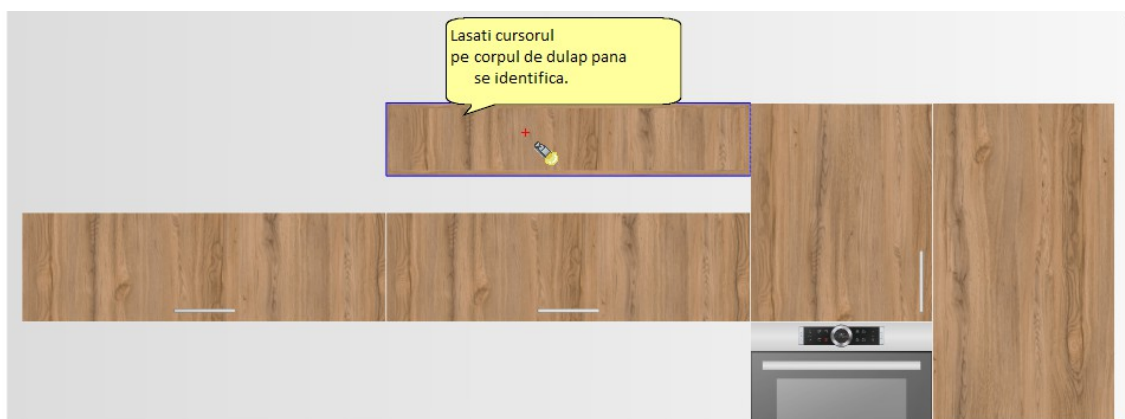 Lasati cursorul
pe corpul de dulap pana
se identifica.